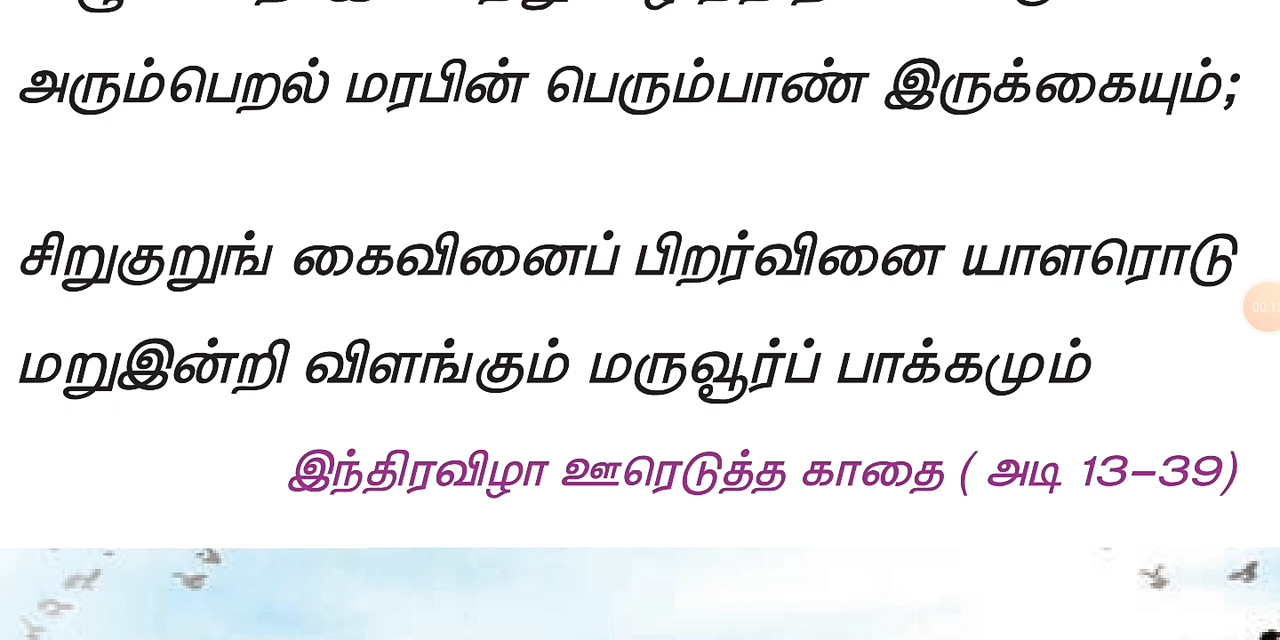 அரும்பெறல் மரபின் பெரும்பாண் இருக்கையும்;
சிறுகுறுங் கைவினைப் பிறர்வினை யாளரொடு
மறுஇன்றி விளங்கும் மருவூர்ப் பாக்கமும்
இந்திரவிழா ஊரெடுத்த காதை ( அடி 13-39)